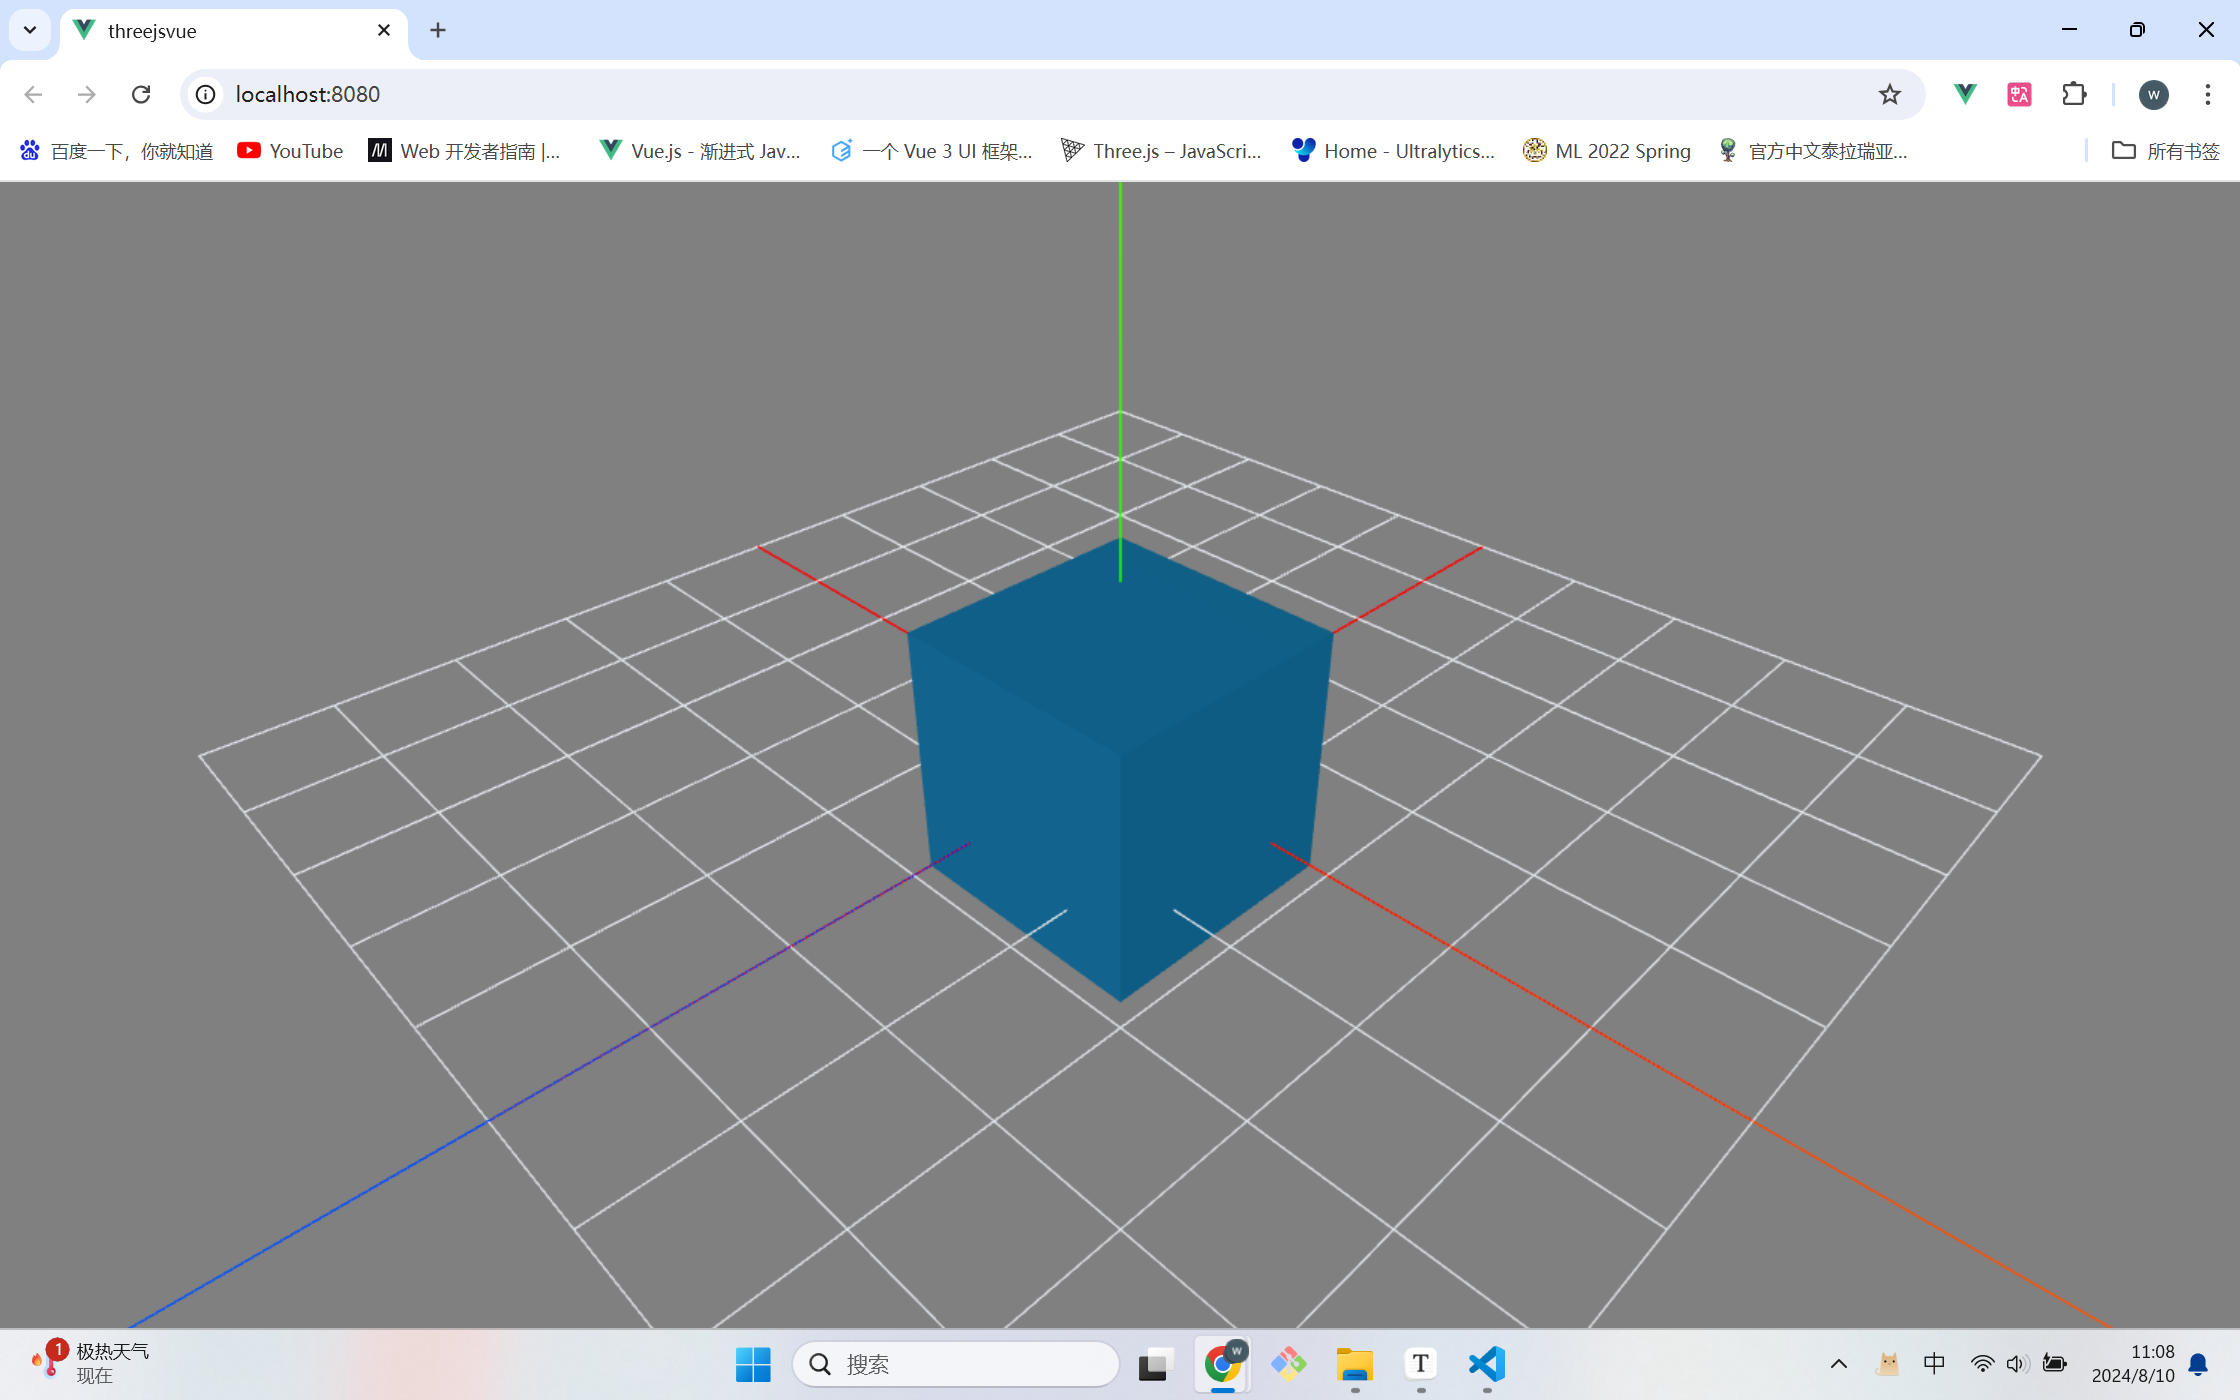 threejsvue
localhost:8080
百度一下，你就知道
YouTube
Web 开发者指南 |...
Vue.js - 渐进式 Jav...
一个 Vue 3 UI 框架...
Three.js – JavaScri...
Home - Ultralytics...
ML 2022 Spring
官方中文泰拉瑞亚...
所有书签
1
极热天气
现在
搜索
中
11:08
2024/8/10